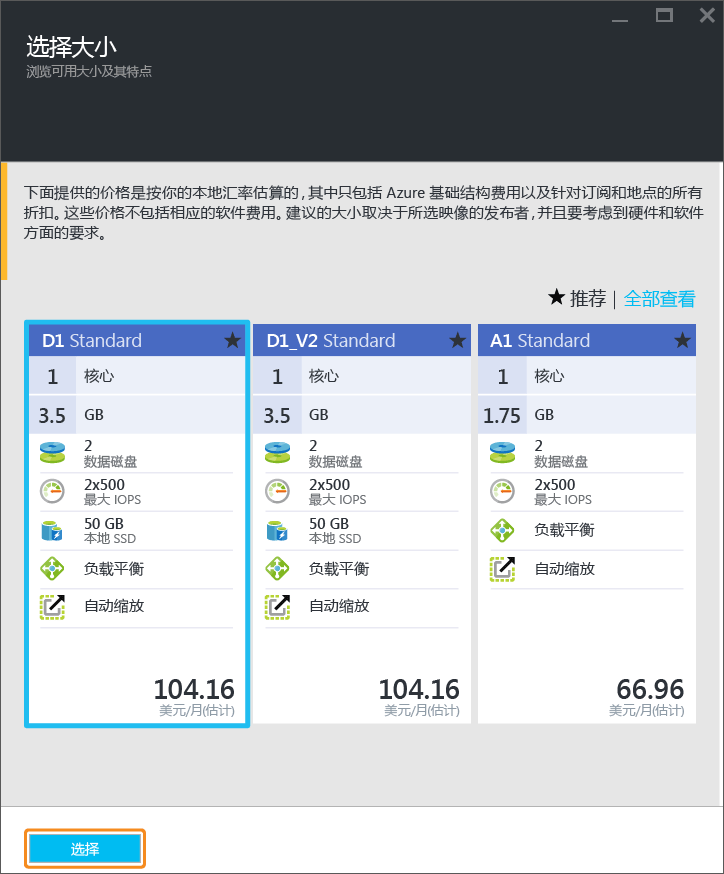 选择大小
浏览可用大小及其特点
下面提供的价格是按你的本地汇率估算的，其中只包括 Azure 基础结构费用以及针对订阅和地点的所有
折扣。这些价格不包括相应的软件费用。建议的大小取决于所选映像的发布者，并且要考虑到硬件和软件
方面的要求。
★ 推荐 | 全部查看
D1 Standard ★
1 核心
3.5 GB
2
数据磁盘
2x500
最大 IOPS
50 GB
本地 SSD
负载平衡
自动缩放
104.16
美元/月(估计)
D1_V2 Standard ★
1 核心
3.5 GB
2
数据磁盘
2x500
最大 IOPS
50 GB
本地 SSD
负载平衡
自动缩放
104.16
美元/月(估计)
A1 Standard ★
1 核心
1.75 GB
2
数据磁盘
2x500
最大 IOPS
负载平衡
自动缩放
66.96
美元/月(估计)
选择